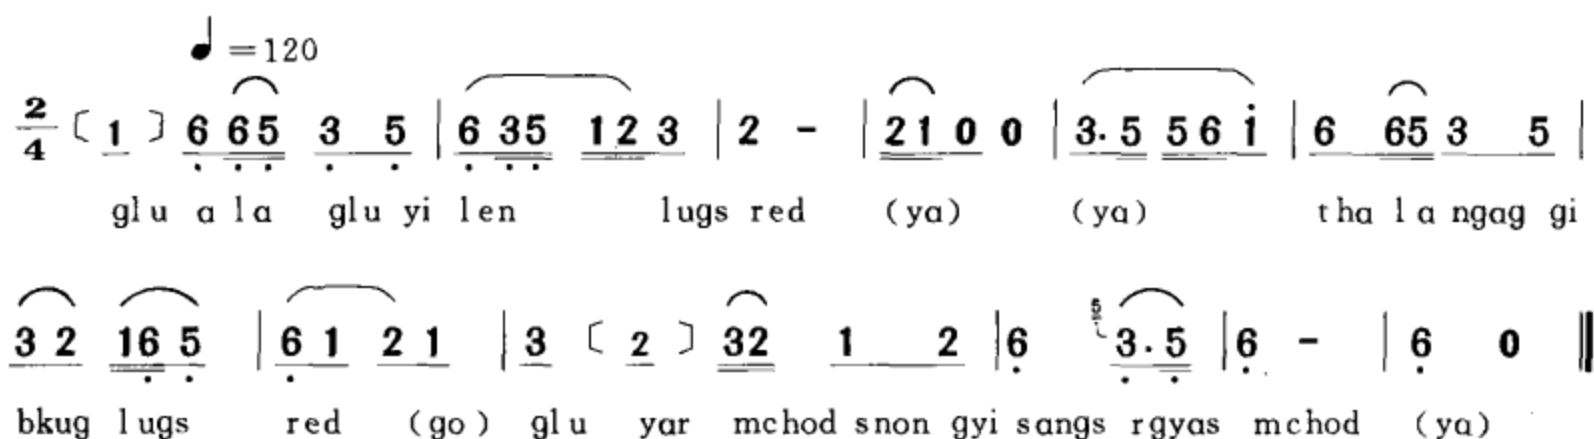 ♩=120
2/4 〔1〕 6 65 3 5 | 6 35 12 3 | 2 - | 21 0 0 | 3. 5 5 6 i | 6 65 3 5 |
glu a la glu yi len lugs red (ya) (ya) tha la ngag gi
3 2 16 5 | 6 1 2 1 | 3 〔2〕 32 1 2 | 6 5 3. 5 | 6 - | 6 0 ‖
bkug lugs red (go) glu yar mchod snon gyi sangs rgyas mchod (ya)